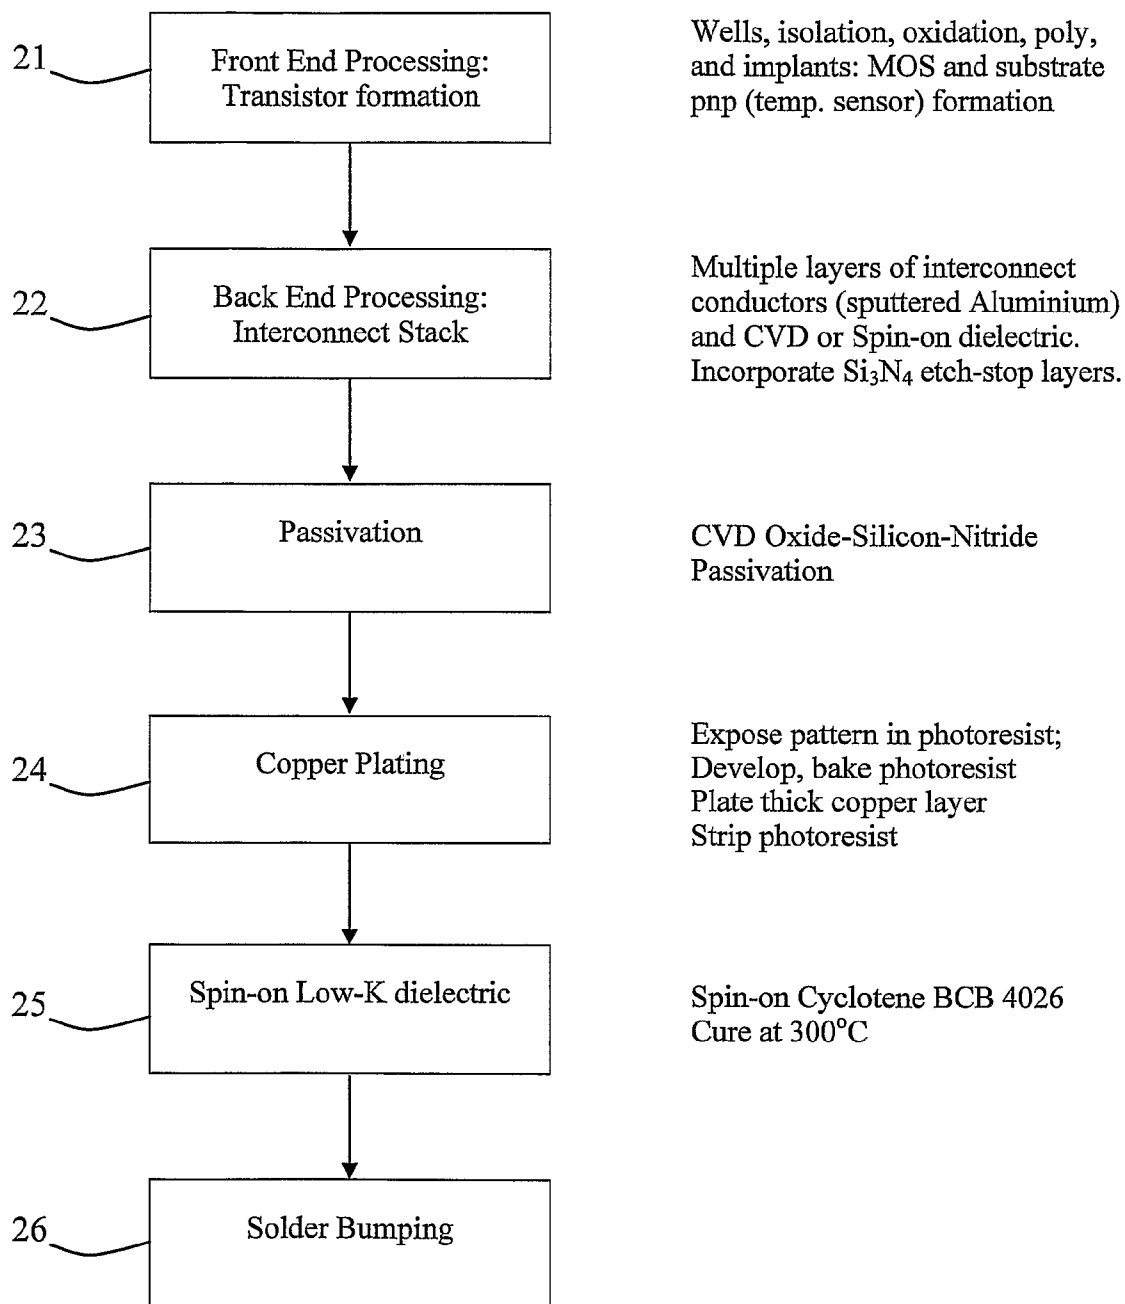 21
Front End Processing:
Transistor formation
Wells, isolation, oxidation, poly,
and implants: MOS and substrate
pnp (temp. sensor) formation
22
Back End Processing:
Interconnect Stack
Multiple layers of interconnect
conductors (sputtered Aluminium)
and CVD or Spin-on dielectric.
Incorporate Si₃N₄ etch-stop layers.
23
Passivation
CVD Oxide-Silicon-Nitride
Passivation
24
Copper Plating
Expose pattern in photoresist;
Develop, bake photoresist
Plate thick copper layer
Strip photoresist
25
Spin-on Low-K dielectric
Spin-on Cyclotene BCB 4026
Cure at 300°C
26
Solder Bumping